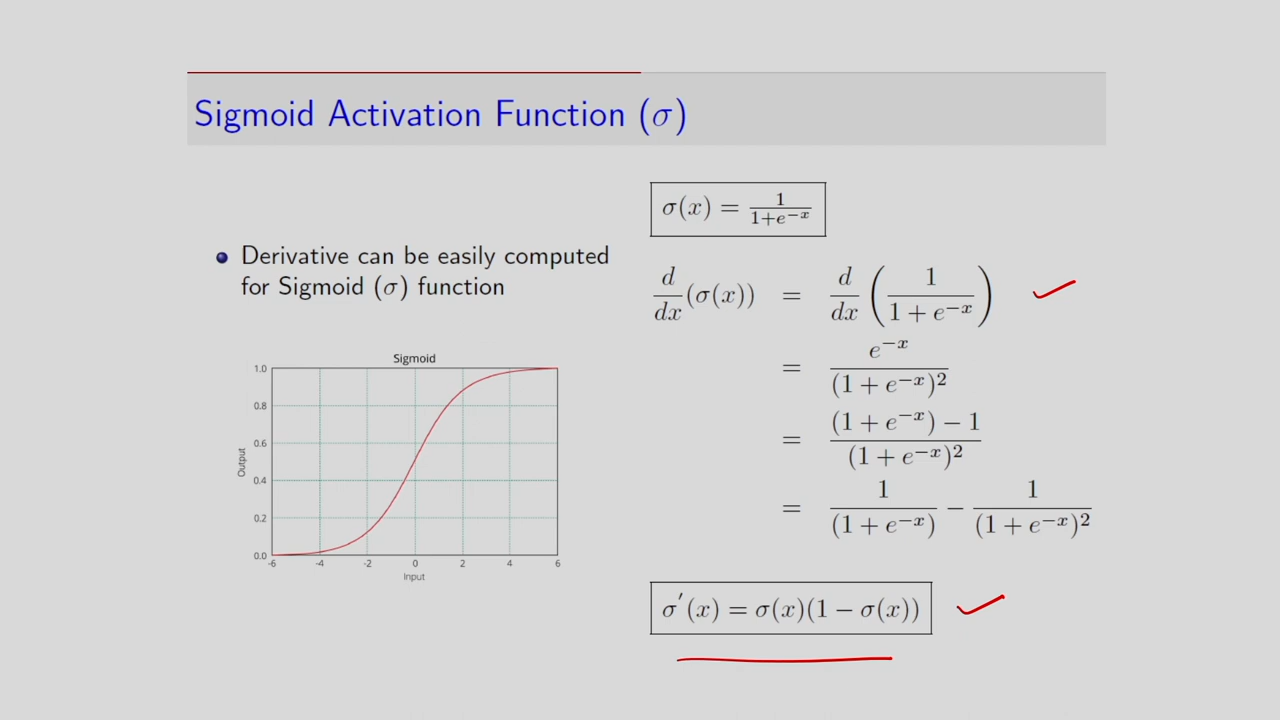 Sigmoid Activation Function (σ)
σ(x) = 1/(1+e^{−x})
Derivative can be easily computed
for Sigmoid (σ) function
d/dx (σ(x)) = d/dx (1/(1 + e^{−x}))
= e^{−x}/(1 + e^{−x})²
= ((1 + e^{−x}) − 1)/(1 + e^{−x})²
= 1/(1 + e^{−x}) − 1/(1 + e^{−x})²
σ′(x) = σ(x)(1 − σ(x))
Sigmoid
1.0
0.8
0.6
0.4
0.2
0.0
Output
-6 -4 -2 0 2 4 6
Input